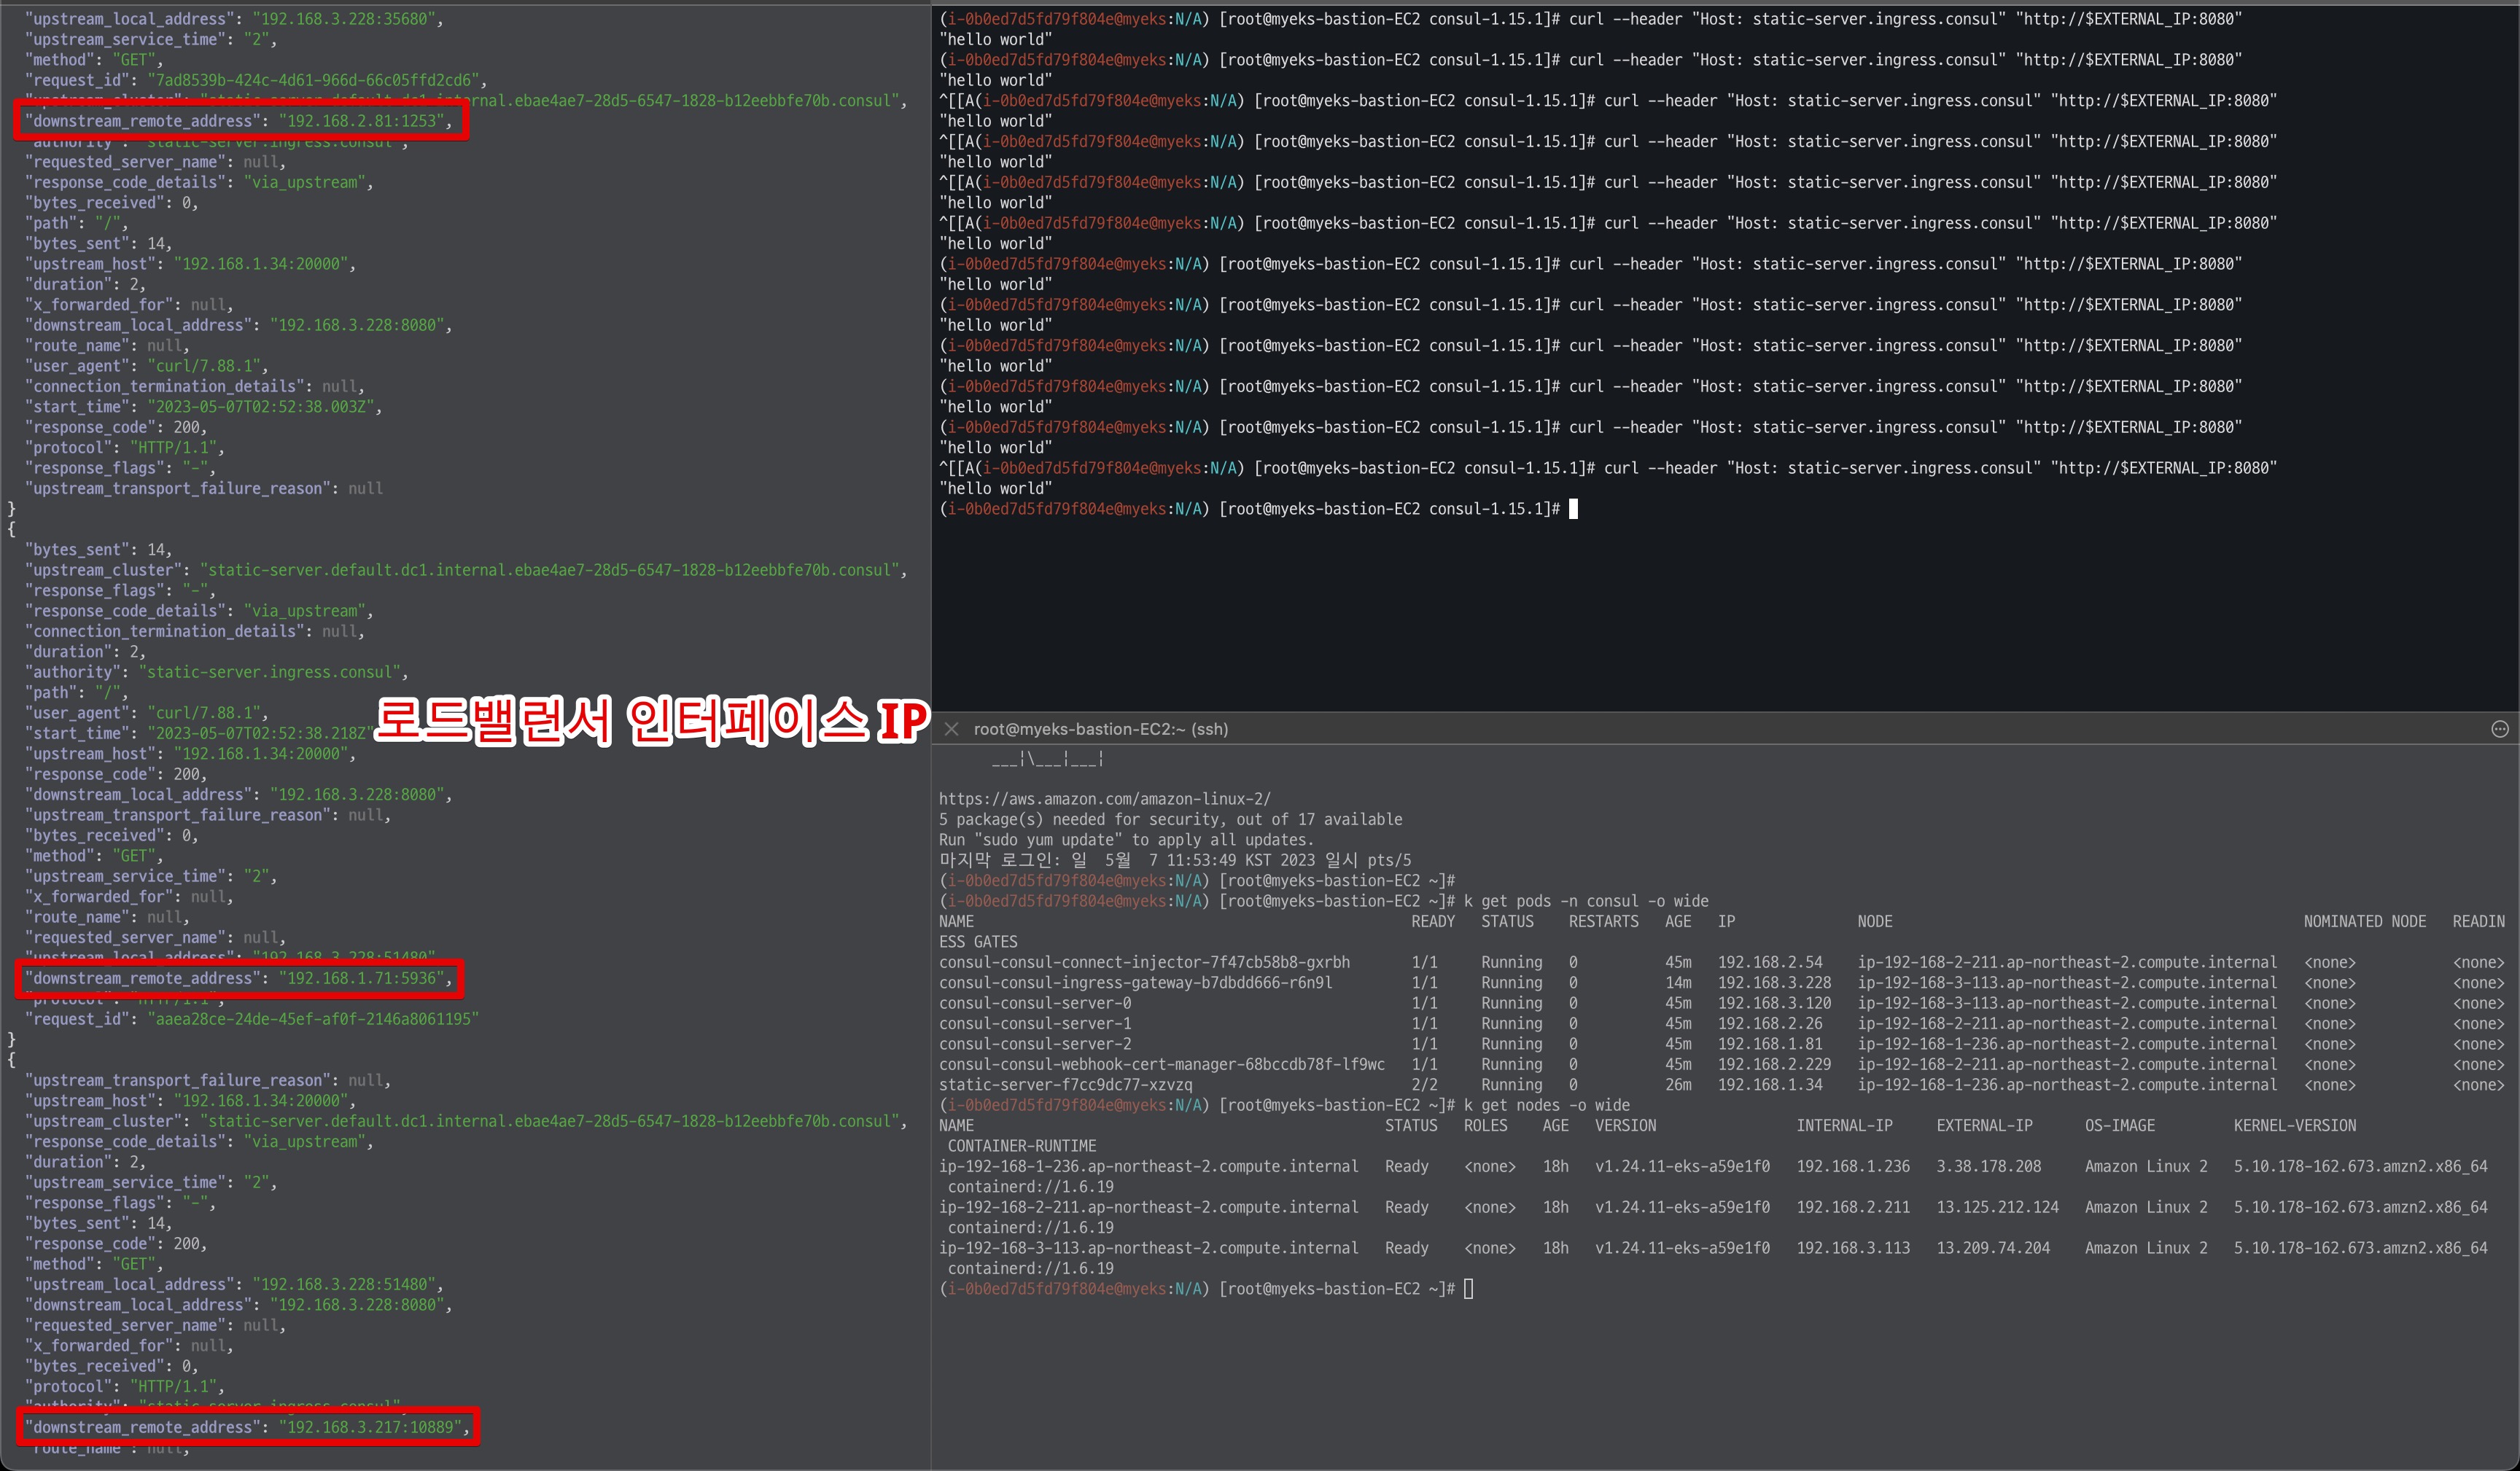 "upstream_local_address": "192.168.3.228:35680",
"upstream_service_time": "2",
"method": "GET",
"request_id": "7ad8539b-424c-4d61-966d-66c05ffd2cd6",
"upstream_cluster": "static-server.default.dc1.internal.ebae4ae7-28d5-6547-1828-b12eebbfe70b.consul",
"downstream_remote_address": "192.168.2.81:1253",
"authority": "static-server.ingress.consul",
"requested_server_name": null,
"response_code_details": "via_upstream",
"bytes_received": 0,
"path": "/",
"bytes_sent": 14,
"upstream_host": "192.168.1.34:20000",
"duration": 2,
"x_forwarded_for": null,
"downstream_local_address": "192.168.3.228:8080",
"route_name": null,
"user_agent": "curl/7.88.1",
"connection_termination_details": null,
"start_time": "2023-05-07T02:52:38.003Z",
"response_code": 200,
"protocol": "HTTP/1.1",
"response_flags": "-",
"upstream_transport_failure_reason": null
}
{
"bytes_sent": 14,
"upstream_cluster": "static-server.default.dc1.internal.ebae4ae7-28d5-6547-1828-b12eebbfe70b.consul",
"response_flags": "-",
"response_code_details": "via_upstream",
"connection_termination_details": null,
"duration": 2,
"authority": "static-server.ingress.consul",
"path": "/",
"user_agent": "curl/7.88.1",
"start_time": "2023-05-07T02:52:38.218Z"
로드밸런서 인터페이스 IP
"upstream_host": "192.168.1.34:20000",
"response_code": 200,
"downstream_local_address": "192.168.3.228:8080",
"upstream_transport_failure_reason": null,
"bytes_received": 0,
"method": "GET",
"upstream_service_time": "2",
"x_forwarded_for": null,
"route_name": null,
"requested_server_name": null,
"upstream_local_address": "192.168.3.228:51480",
"downstream_remote_address": "192.168.1.71:5936",
"protocol": "HTTP/1.1",
"request_id": "aaea28ce-24de-45ef-af0f-2146a8061195"
}
{
"upstream_transport_failure_reason": null,
"upstream_host": "192.168.1.34:20000",
"upstream_cluster": "static-server.default.dc1.internal.ebae4ae7-28d5-6547-1828-b12eebbfe70b.consul",
"response_code_details": "via_upstream",
"duration": 2,
"upstream_service_time": "2",
"response_flags": "-",
"bytes_sent": 14,
"response_code": 200,
"method": "GET",
"upstream_local_address": "192.168.3.228:51480",
"downstream_local_address": "192.168.3.228:8080",
"requested_server_name": null,
"x_forwarded_for": null,
"bytes_received": 0,
"protocol": "HTTP/1.1",
"authority": "static-server.ingress.consul",
"downstream_remote_address": "192.168.3.217:10889",
"route_name": null,
(i-0b0ed7d5fd79f804e@myeks:N/A) [root@myeks-bastion-EC2 consul-1.15.1]# curl --header "Host: static-server.ingress.consul" "http://$EXTERNAL_IP:8080"
"hello world"
(i-0b0ed7d5fd79f804e@myeks:N/A) [root@myeks-bastion-EC2 consul-1.15.1]# curl --header "Host: static-server.ingress.consul" "http://$EXTERNAL_IP:8080"
"hello world"
^[[A(i-0b0ed7d5fd79f804e@myeks:N/A) [root@myeks-bastion-EC2 consul-1.15.1]# curl --header "Host: static-server.ingress.consul" "http://$EXTERNAL_IP:8080"
"hello world"
^[[A(i-0b0ed7d5fd79f804e@myeks:N/A) [root@myeks-bastion-EC2 consul-1.15.1]# curl --header "Host: static-server.ingress.consul" "http://$EXTERNAL_IP:8080"
"hello world"
^[[A(i-0b0ed7d5fd79f804e@myeks:N/A) [root@myeks-bastion-EC2 consul-1.15.1]# curl --header "Host: static-server.ingress.consul" "http://$EXTERNAL_IP:8080"
"hello world"
^[[A(i-0b0ed7d5fd79f804e@myeks:N/A) [root@myeks-bastion-EC2 consul-1.15.1]# curl --header "Host: static-server.ingress.consul" "http://$EXTERNAL_IP:8080"
"hello world"
(i-0b0ed7d5fd79f804e@myeks:N/A) [root@myeks-bastion-EC2 consul-1.15.1]# curl --header "Host: static-server.ingress.consul" "http://$EXTERNAL_IP:8080"
"hello world"
(i-0b0ed7d5fd79f804e@myeks:N/A) [root@myeks-bastion-EC2 consul-1.15.1]# curl --header "Host: static-server.ingress.consul" "http://$EXTERNAL_IP:8080"
"hello world"
(i-0b0ed7d5fd79f804e@myeks:N/A) [root@myeks-bastion-EC2 consul-1.15.1]# curl --header "Host: static-server.ingress.consul" "http://$EXTERNAL_IP:8080"
"hello world"
(i-0b0ed7d5fd79f804e@myeks:N/A) [root@myeks-bastion-EC2 consul-1.15.1]# curl --header "Host: static-server.ingress.consul" "http://$EXTERNAL_IP:8080"
"hello world"
(i-0b0ed7d5fd79f804e@myeks:N/A) [root@myeks-bastion-EC2 consul-1.15.1]# curl --header "Host: static-server.ingress.consul" "http://$EXTERNAL_IP:8080"
"hello world"
^[[A(i-0b0ed7d5fd79f804e@myeks:N/A) [root@myeks-bastion-EC2 consul-1.15.1]# curl --header "Host: static-server.ingress.consul" "http://$EXTERNAL_IP:8080"
"hello world"
(i-0b0ed7d5fd79f804e@myeks:N/A) [root@myeks-bastion-EC2 consul-1.15.1]#
root@myeks-bastion-EC2:~ (ssh)
___¦\___¦___¦
https://aws.amazon.com/amazon-linux-2/
5 package(s) needed for security, out of 17 available
Run "sudo yum update" to apply all updates.
마지막 로그인: 일  5월  7 11:53:49 KST 2023 일시 pts/5
(i-0b0ed7d5fd79f804e@myeks:N/A) [root@myeks-bastion-EC2 ~]#
(i-0b0ed7d5fd79f804e@myeks:N/A) [root@myeks-bastion-EC2 ~]# k get pods -n consul -o wide
NAME READY STATUS RESTARTS AGE IP NODE NOMINATED NODE READIN
ESS GATES
consul-consul-connect-injector-7f47cb58b8-gxrbh 1/1 Running 0 45m 192.168.2.54 ip-192-168-2-211.ap-northeast-2.compute.internal <none> <none>
consul-consul-ingress-gateway-b7dbdd666-r6n9l 1/1 Running 0 14m 192.168.3.228 ip-192-168-3-113.ap-northeast-2.compute.internal <none> <none>
consul-consul-server-0 1/1 Running 0 45m 192.168.3.120 ip-192-168-3-113.ap-northeast-2.compute.internal <none> <none>
consul-consul-server-1 1/1 Running 0 45m 192.168.2.26 ip-192-168-2-211.ap-northeast-2.compute.internal <none> <none>
consul-consul-server-2 1/1 Running 0 45m 192.168.1.81 ip-192-168-1-236.ap-northeast-2.compute.internal <none> <none>
consul-consul-webhook-cert-manager-68bccdb78f-lf9wc 1/1 Running 0 45m 192.168.2.229 ip-192-168-2-211.ap-northeast-2.compute.internal <none> <none>
static-server-f7cc9dc77-xzvzq 2/2 Running 0 26m 192.168.1.34 ip-192-168-1-236.ap-northeast-2.compute.internal <none> <none>
(i-0b0ed7d5fd79f804e@myeks:N/A) [root@myeks-bastion-EC2 ~]# k get nodes -o wide
NAME STATUS ROLES AGE VERSION INTERNAL-IP EXTERNAL-IP OS-IMAGE KERNEL-VERSION
CONTAINER-RUNTIME
ip-192-168-1-236.ap-northeast-2.compute.internal Ready <none> 18h v1.24.11-eks-a59e1f0 192.168.1.236 3.38.178.208 Amazon Linux 2 5.10.178-162.673.amzn2.x86_64
containerd://1.6.19
ip-192-168-2-211.ap-northeast-2.compute.internal Ready <none> 18h v1.24.11-eks-a59e1f0 192.168.2.211 13.125.212.124 Amazon Linux 2 5.10.178-162.673.amzn2.x86_64
containerd://1.6.19
ip-192-168-3-113.ap-northeast-2.compute.internal Ready <none> 18h v1.24.11-eks-a59e1f0 192.168.3.113 13.209.74.204 Amazon Linux 2 5.10.178-162.673.amzn2.x86_64
containerd://1.6.19
(i-0b0ed7d5fd79f804e@myeks:N/A) [root@myeks-bastion-EC2 ~]#